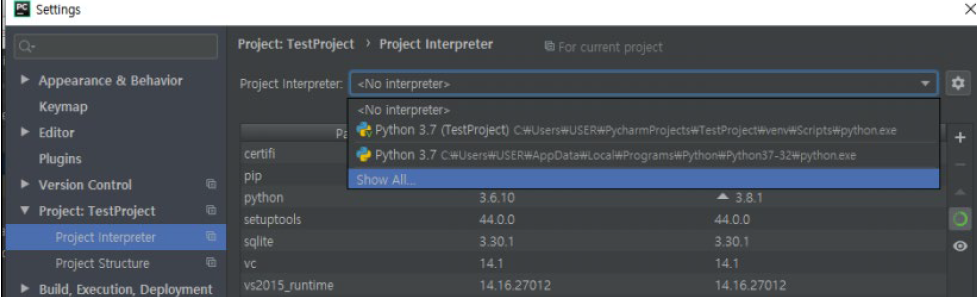 PC Settings
Project: TestProject › Project Interpreter For current project
Appearance & Behavior
Project Interpreter: <No interpreter>
Keymap
<No interpreter>
Editor
Python 3.7 (TestProject) C:₩Users₩USER₩PycharmProjects₩TestProject₩venv₩Scripts₩python.exe
Pa
Plugins
certifi
Python 3.7 C:₩Users₩USER₩AppData₩Local₩Programs₩Python₩Python37-32₩python.exe
Version Control
pip
Show All...
python 3.6.10 3.8.1
Project: TestProject
setuptools 44.0.0 44.0.0
Project Interpreter
sqlite 3.30.1 3.30.1
Project Structure
vc 14.1 14.1
Build, Execution, Deployment
vs2015_runtime 14.16.27012 14.16.27012